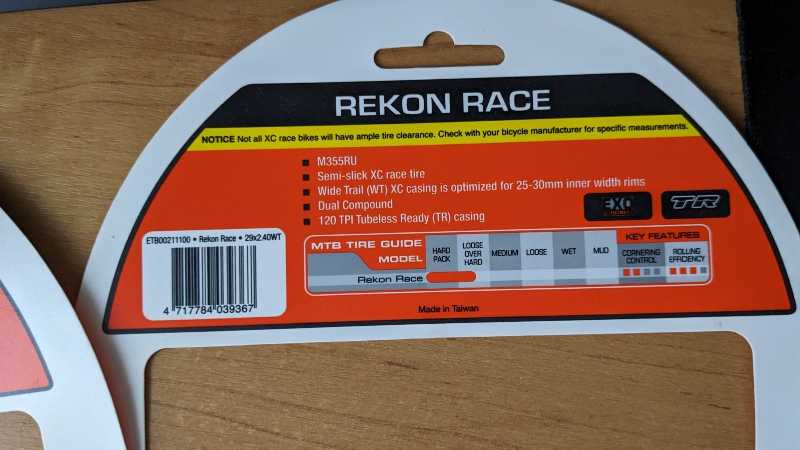 REKON RACE
NOTICE Not all XC race bikes will have ample tire clearance. Check with your bicycle manufacturer for specific measurements.
M355RU
Semi-slick XC race tire
Wide Trail (WT) XC casing is optimized for 25-30mm inner width rims
Dual Compound
120 TPI Tubeless Ready (TR) casing
EXO
TR
ETB00211100 • Rekon Race • 29x2.40WT
4 717784 039367
MTB TIRE GUIDE
MODEL
HARD PACK
LOOSE OVER HARD
MEDIUM
LOOSE
WET
MUD
KEY FEATURES
CORNERING CONTROL
ROLLING EFFICIENCY
Rekon Race
Made in Taiwan